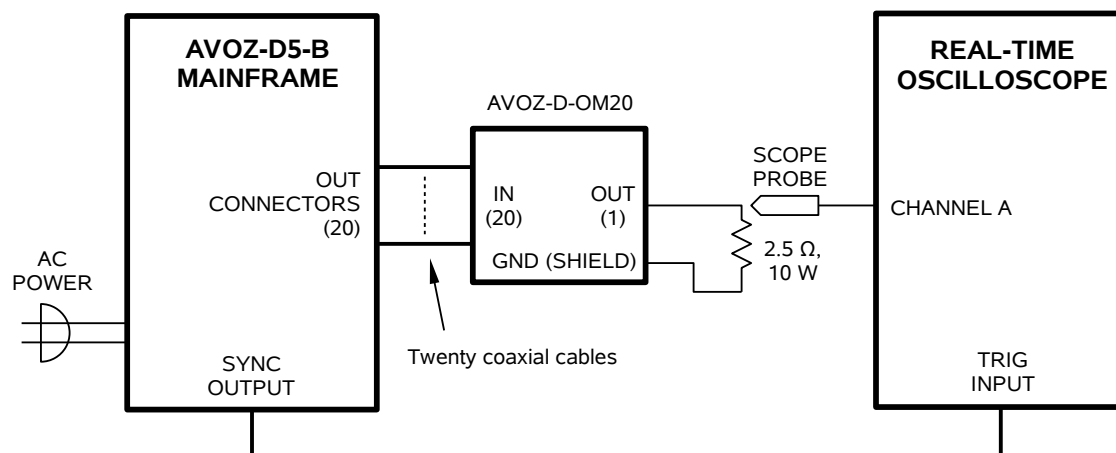 AVOZ-D5-B
MAINFRAME
REAL-TIME
OSCILLOSCOPE
AVOZ-D-OM20
SCOPE
PROBE
OUT
CONNECTORS
(20)
IN
(20)
OUT
(1)
GND (SHIELD)
CHANNEL A
2.5 Ω,
10 W
AC
POWER
Twenty coaxial cables
SYNC
OUTPUT
TRIG
INPUT